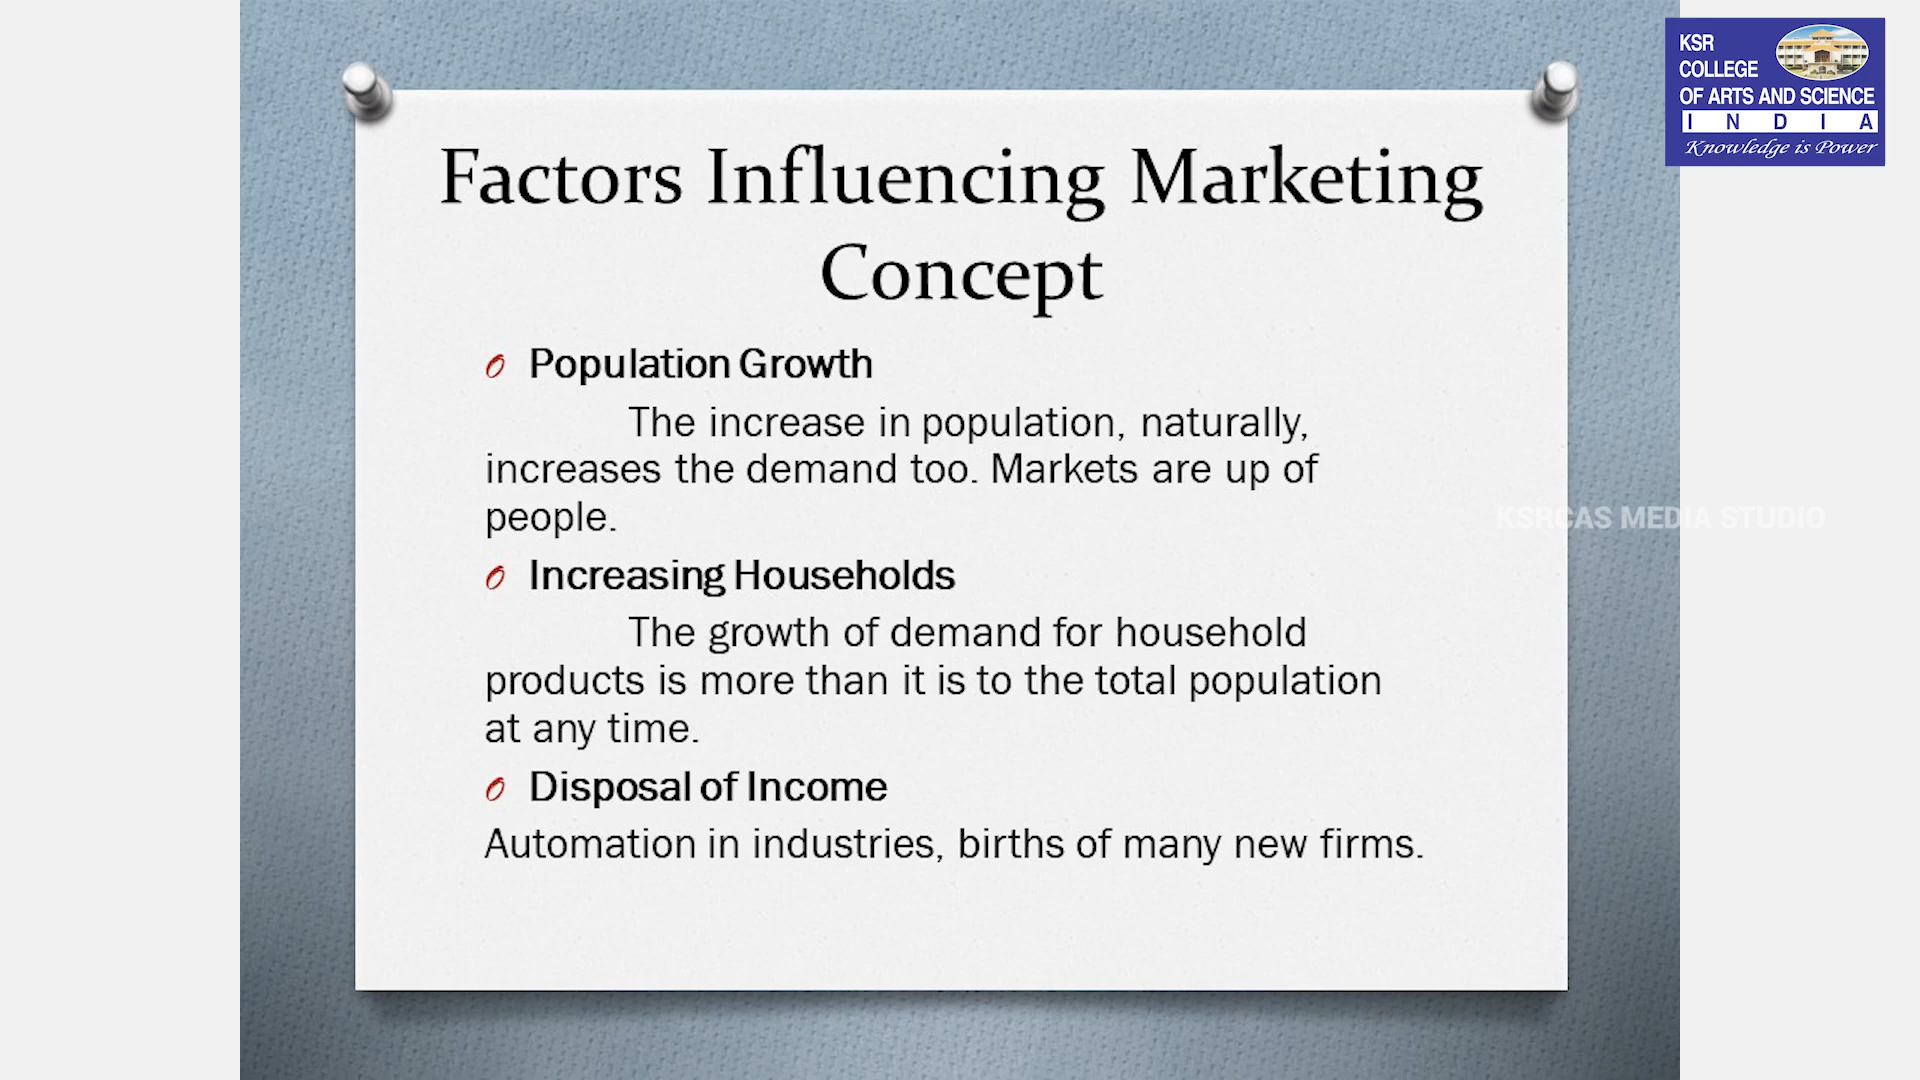 Factors Influencing Marketing
Concept
Population Growth
The increase in population, naturally,
increases the demand too. Markets are up of
people.
Increasing Households
The growth of demand for household
products is more than it is to the total population
at any time.
Disposal of Income
Automation in industries, births of many new firms.
KSR
COLLEGE
OF ARTS AND SCIENCE
I N D I A
Knowledge is Power
KSRCAS MEDIA STUDIO